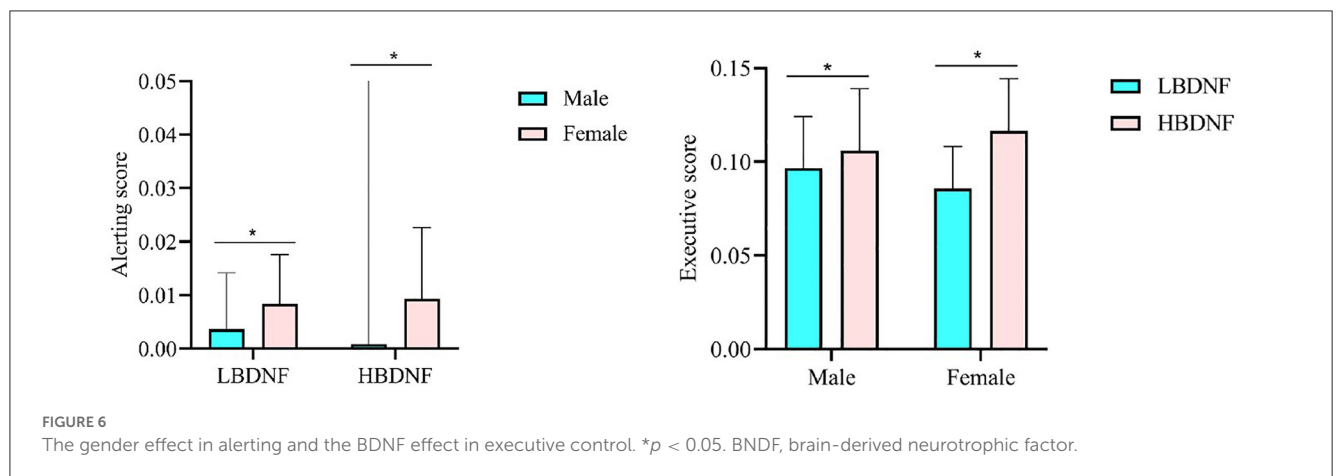 *
0.05
0.04
0.03
0.02
0.01
0.00
Alerting score
*
LBDNF
HBDNF
Male
Female
0.15
0.10
0.05
0.00
Executive score
*
*
Male
Female
LBDNF
HBDNF
FIGURE 6
The gender effect in alerting and the BDNF effect in executive control. *p < 0.05. BNDF, brain-derived neurotrophic factor.